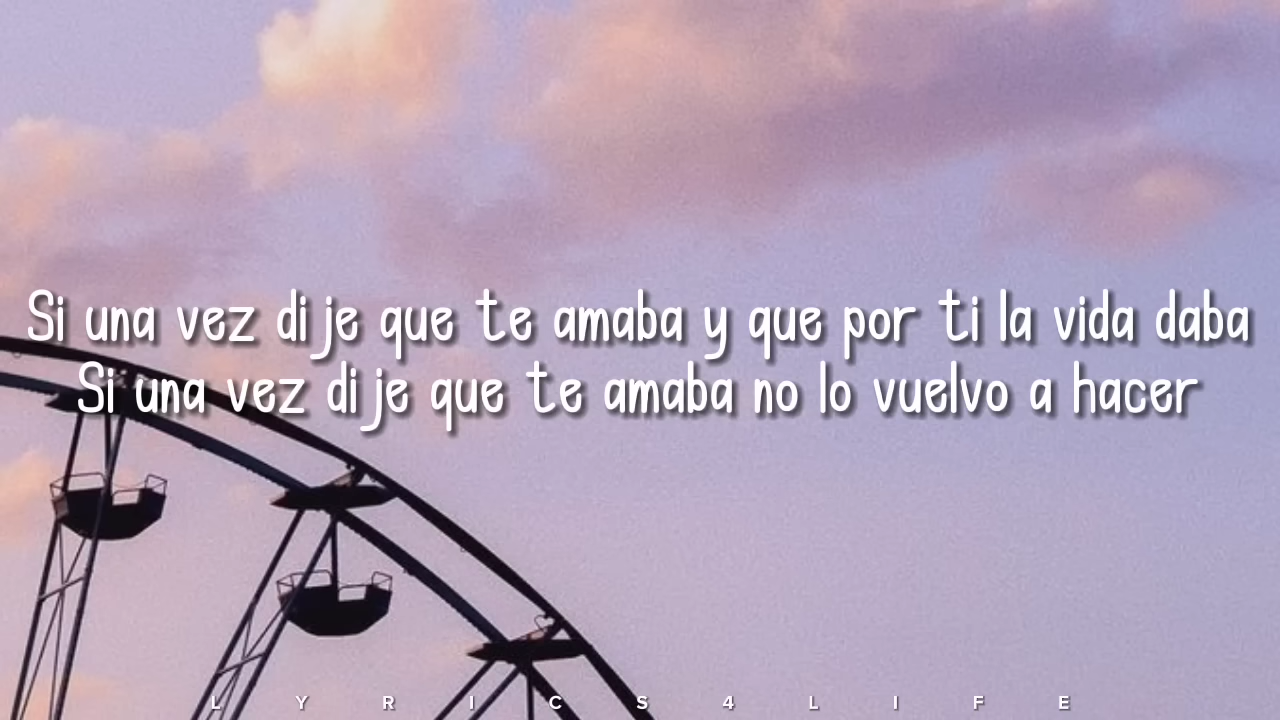 Si una vez dije que te amaba y que por ti la vida daba
Si una vez dije que te amaba no lo vuelvo a hacer
LYRICS4LIFE